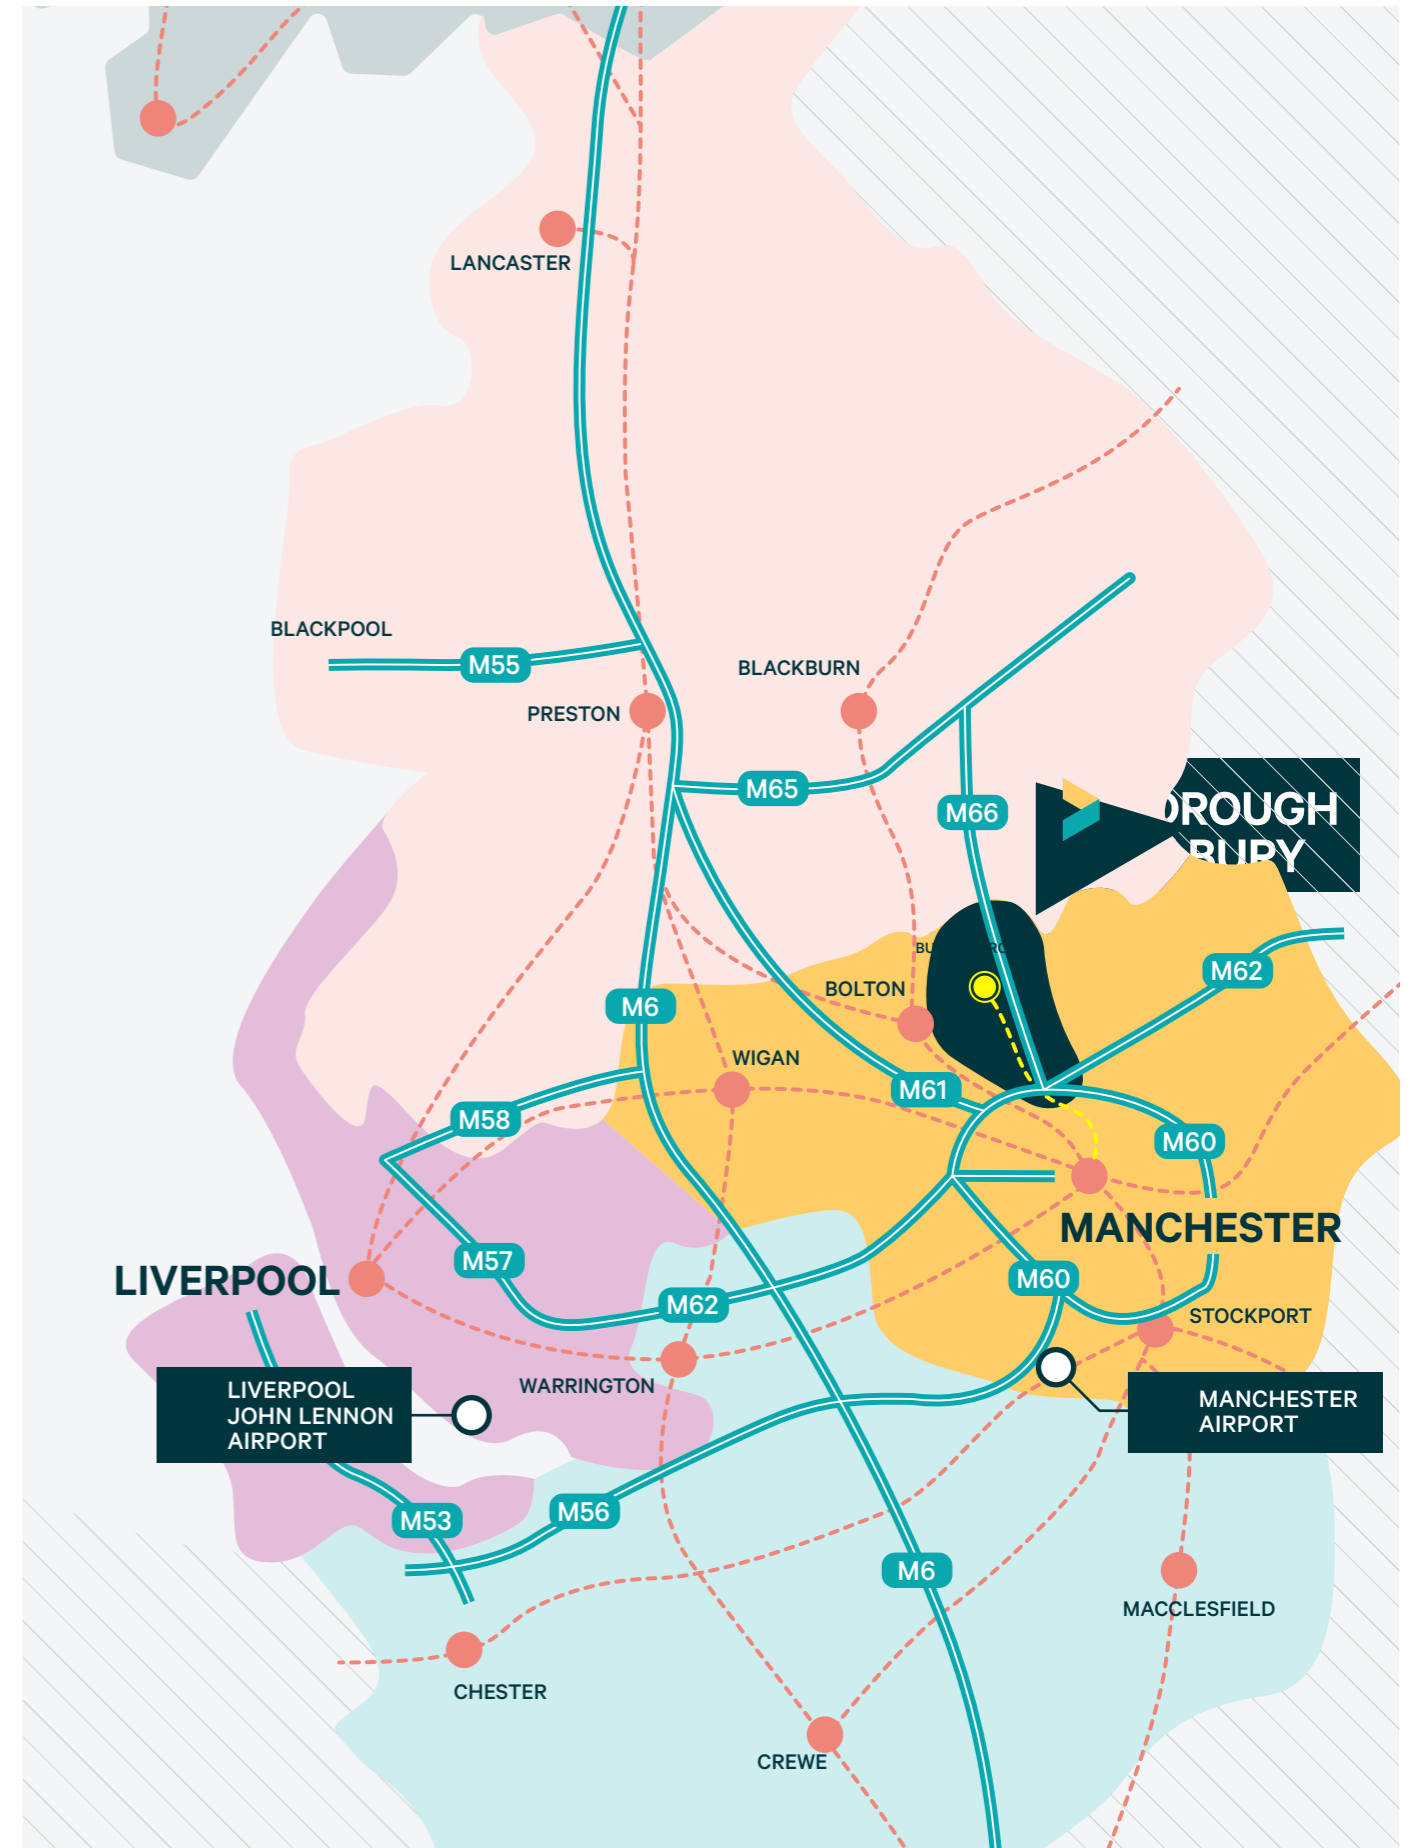 LANCASTER
BLACKPOOL
M55
BLACKBURN
PRESTON
M65
M66
BURY
M62
BOLTON
M6
WIGAN
M61
M58
M60
MANCHESTER
M57
LIVERPOOL
M60
M62
STOCKPORT
WARRINGTON
LIVERPOOL
JOHN LENNON
AIRPORT
MANCHESTER
AIRPORT
M56
M53
M6
MACCLESFIELD
CHESTER
CREWE